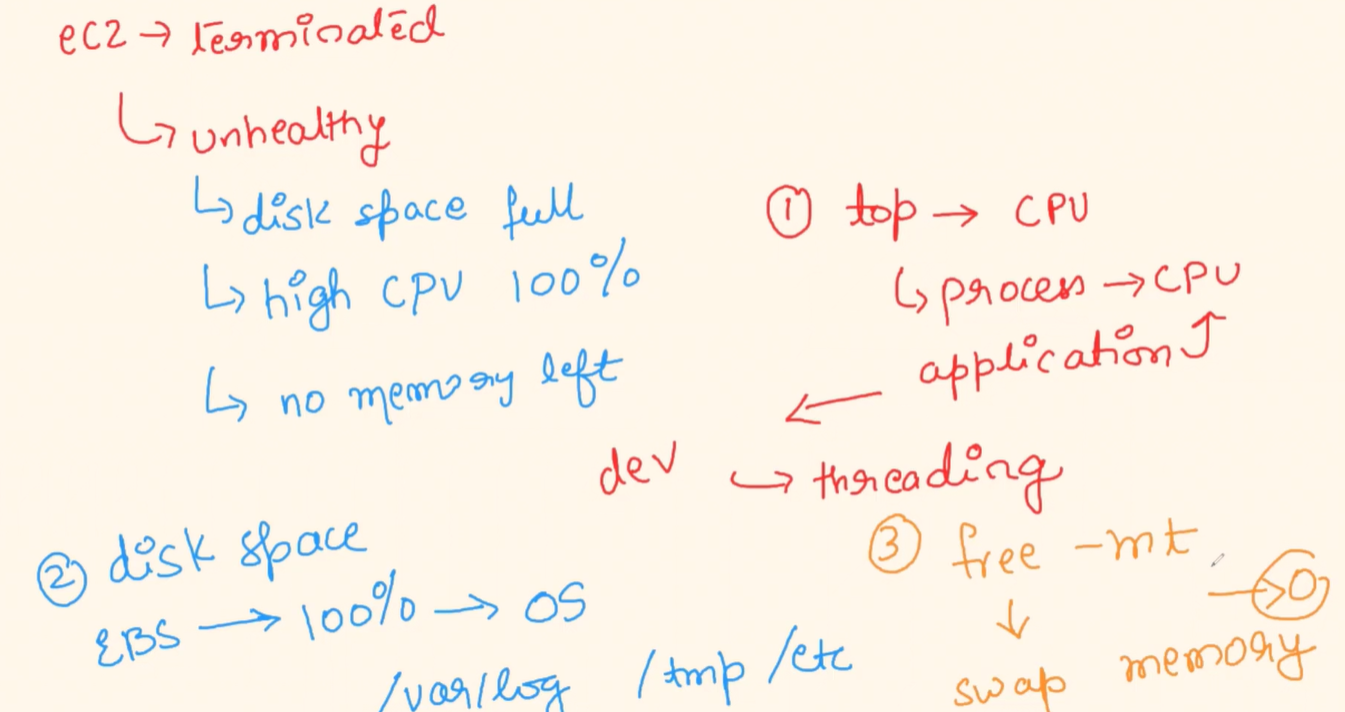 ec2 → terminated
↳ unhealthy
↳ disk space full
↳ high CPU 100%
↳ no memory left
① top → CPU
↳ process → CPU
application ↑
←
dev ↳ threading
② disk space
EBS → 100% → OS
/var/log /tmp /etc
③ free -mt
↓ → 0
swap memory